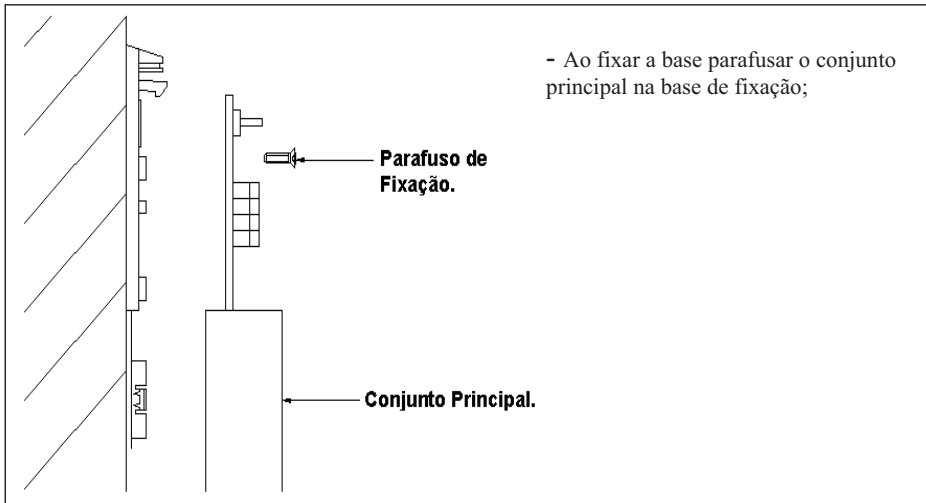 - Ao fixar a base parafusar o conjunto
principal na base de fixação;
Parafuso de
Fixação.
Conjunto Principal.